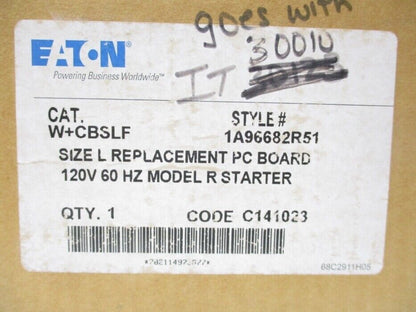 goes with
30010
IT
EATON
Powering Business Worldwide™
CAT.
STYLE #
W+CBSLF
1A96682R51
SIZE L REPLACEMENT PC BOARD
120V 60 HZ MODEL R STARTER
QTY. 1
CODE C141023
68C2911H05